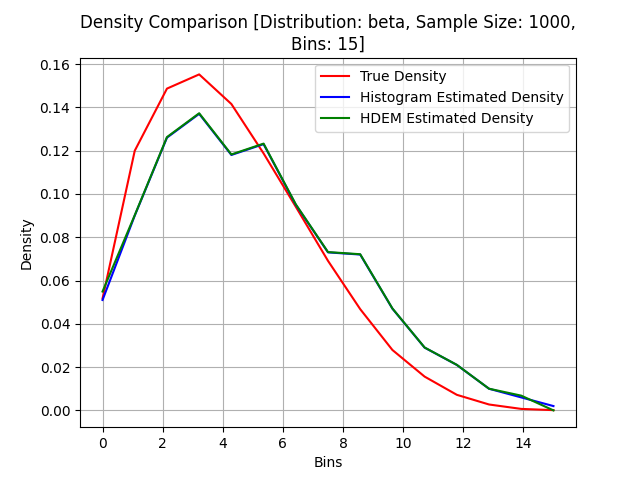 Density Comparison [Distribution: beta, Sample Size: 1000,
Bins: 15]
True Density
Histogram Estimated Density
HDEM Estimated Density
Density
0.16
0.14
0.12
0.10
0.08
0.06
0.04
0.02
0.00
0 2 4 6 8 10 12 14
Bins